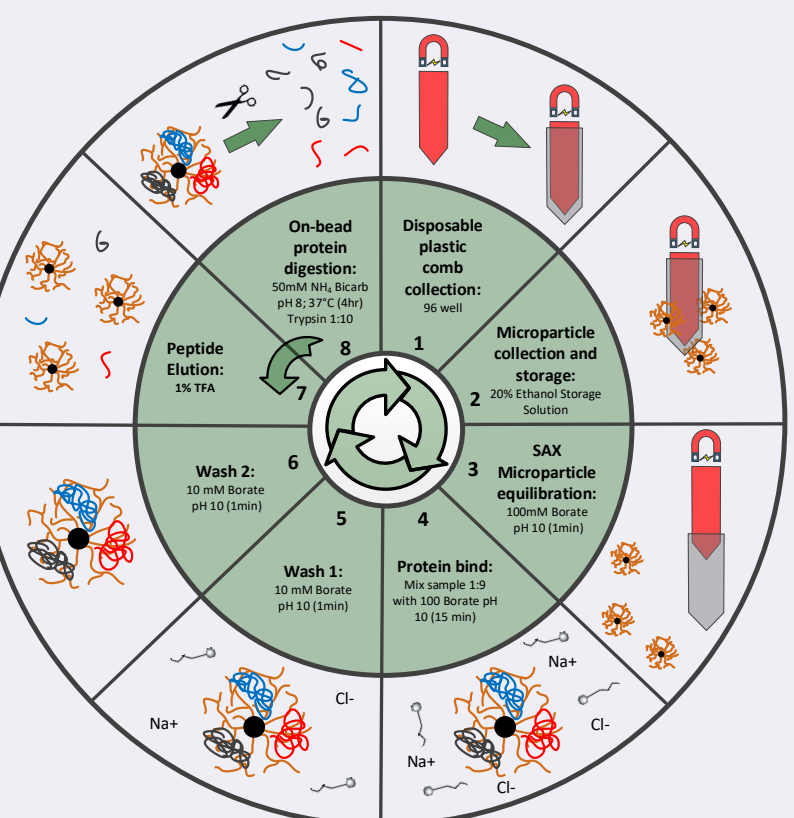 Disposable
plastic
comb
collection:
96 well
1
Microparticle
collection and
storage:
20% Ethanol Storage
Solution
2
SAX
Microparticle
equilibration:
100mM Borate
pH 10 (1min)
3
Protein bind:
Mix sample 1:9
with 100 Borate pH
10 (15 min)
4
Na+
Cl-
Na+
Cl-
Wash 1:
10 mM Borate
pH 10 (1min)
5
Cl-
Na+
Wash 2:
10 mM Borate
pH 10 (1min)
6
Peptide
Elution:
1% TFA
7
On-bead
protein
digestion:
50mM NH₄ Bicarb
pH 8; 37°C (4hr)
Trypsin 1:10
8